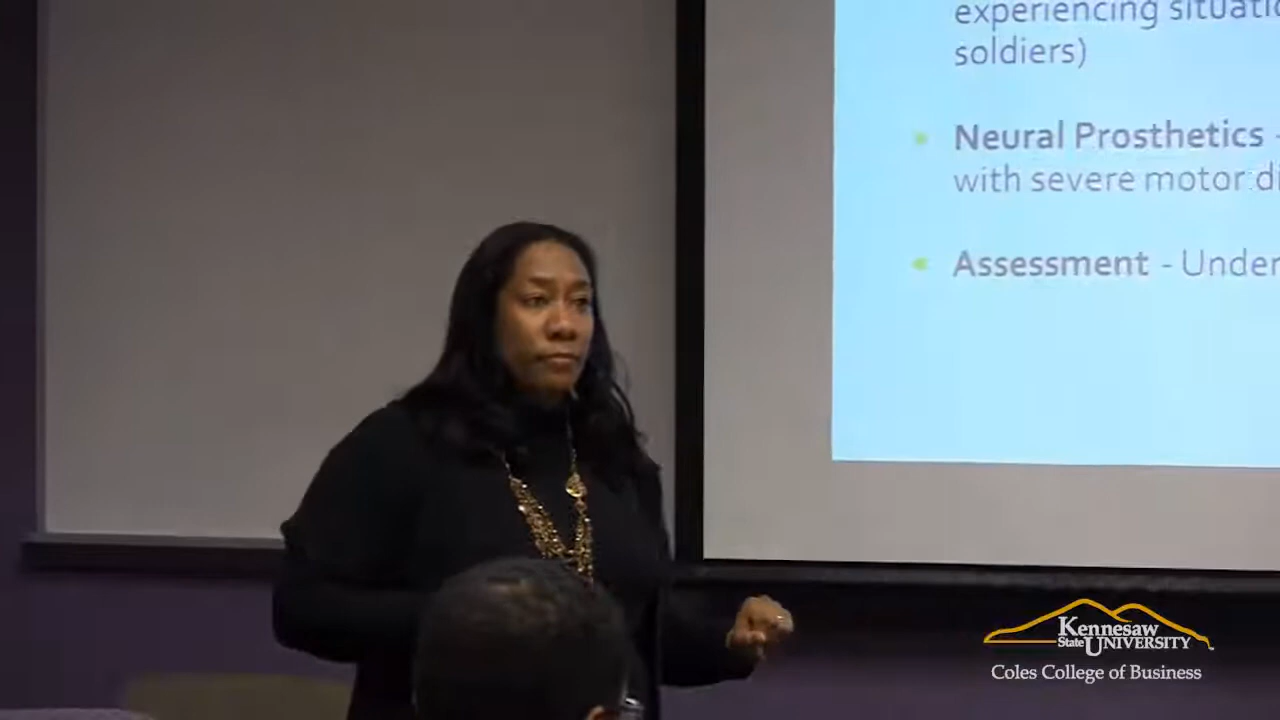 experiencing situati
soldiers)
Neural Prosthetics -
with severe motor di
Assessment - Under
Kennesaw
State UNIVERSITY
Coles College of Business